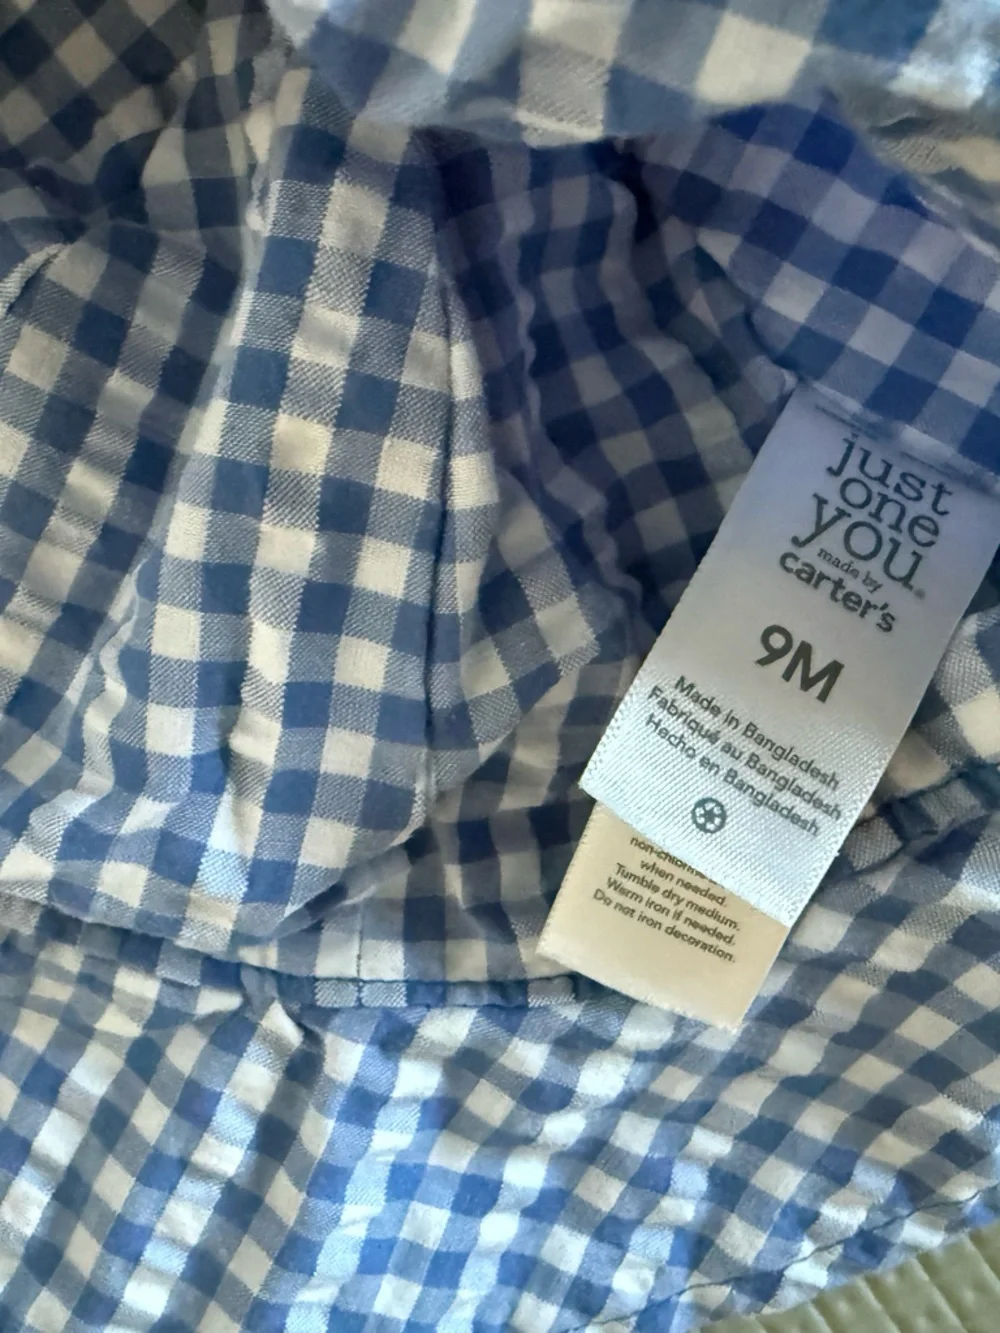 just
one
you.
made by
carter's
9M
Made in Bangladesh
Fabriqué au Bangladesh
Hecho en Bangladesh
when needed.
Tumble dry medium.
Warm iron if needed.
Do not iron decoration.